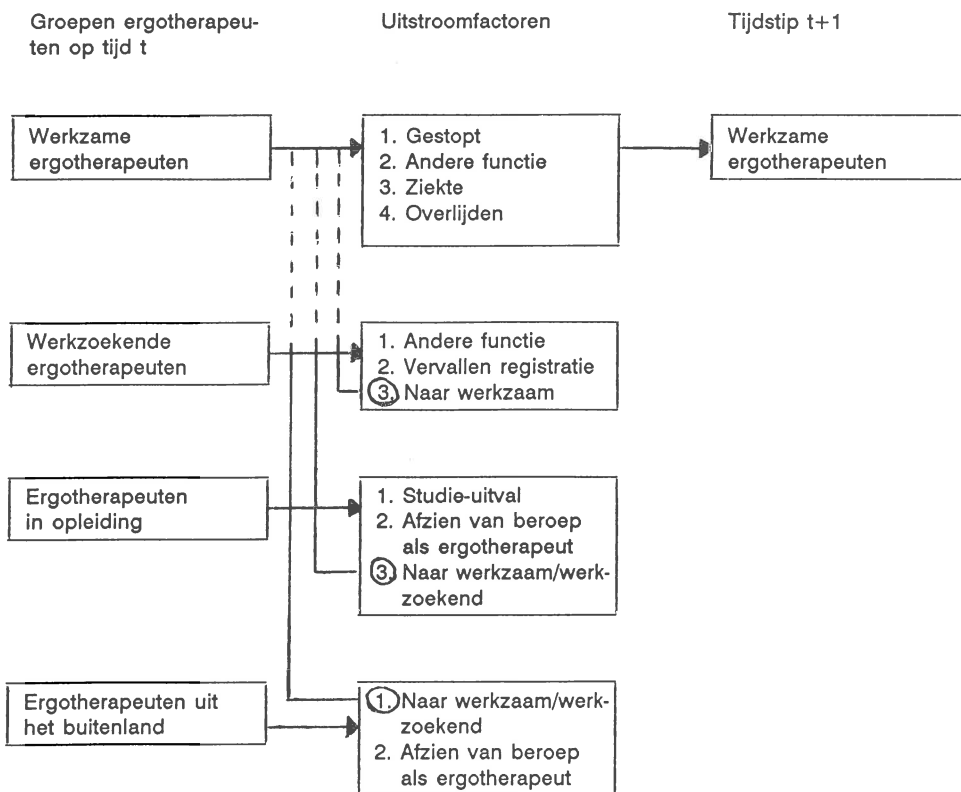 Groepen ergotherapeu-
ten op tijd t
Uitstroomfactoren
Tijdstip t+1
Werkzame
ergotherapeuten
1. Gestopt
2. Andere functie
3. Ziekte
4. Overlijden
Werkzame
ergotherapeuten
Werkzoekende
ergotherapeuten
1. Andere functie
2. Vervallen registratie
3. Naar werkzaam
Ergotherapeuten
in opleiding
1. Studie-uitval
2. Afzien van beroep
als ergotherapeut
3. Naar werkzaam/werk-
zoekend
Ergotherapeuten uit
het buitenland
1. Naar werkzaam/werk-
zoekend
2. Afzien van beroep
als ergotherapeut